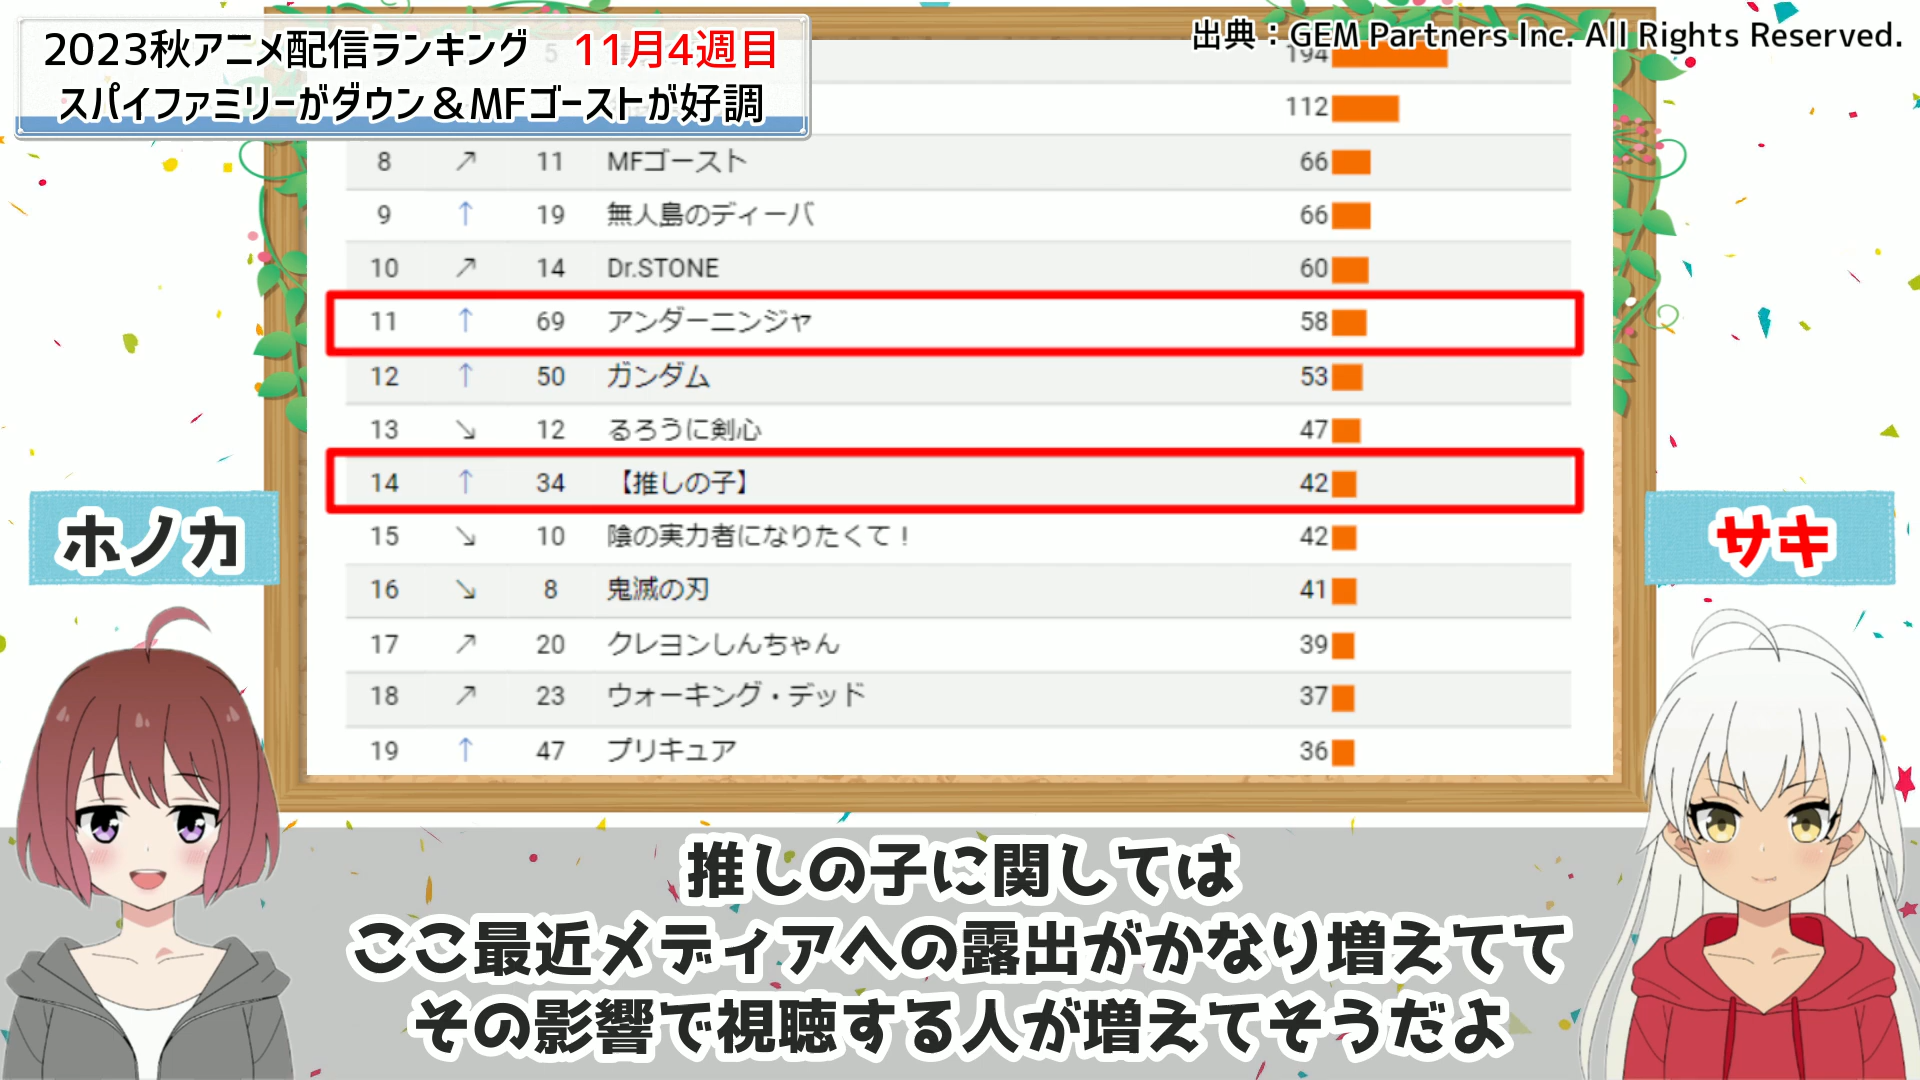 2023秋アニメ配信ランキング 11月4週目
スパイファミリーがダウン&MFゴーストが好調
出典:GEM Partners Inc. All Rights Reserved.
5 194
112
8 ↗ 11 MFゴースト 66
9 ↑ 19 無人島のディーバ 66
10 ↗ 14 Dr.STONE 60
11 ↑ 69 アンダーニンジャ 58
12 ↑ 50 ガンダム 53
13 ↘ 12 るろうに剣心 47
14 ↑ 34 【推しの子】 42
15 ↘ 10 陰の実力者になりたくて! 42
16 ↘ 8 鬼滅の刃 41
17 ↗ 20 クレヨンしんちゃん 39
18 ↗ 23 ウォーキング・デッド 37
19 ↑ 47 プリキュア 36
ホノカ
サキ
推しの子に関しては
ここ最近メディアへの露出がかなり増えてて
その影響で視聴する人が増えてそうだよ